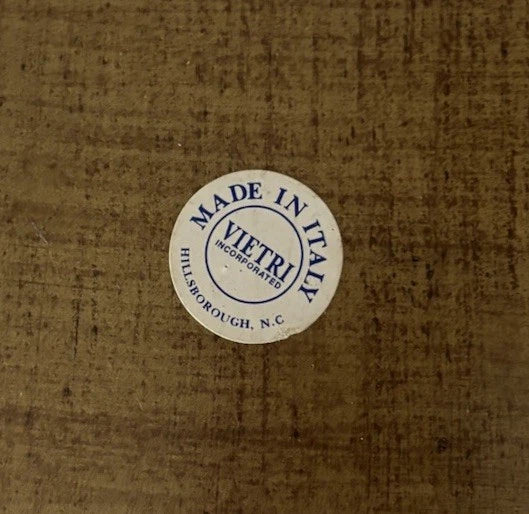 MADE IN ITALY
VIETRI
INCORPORATED
HILLSBOROUGH, N.C